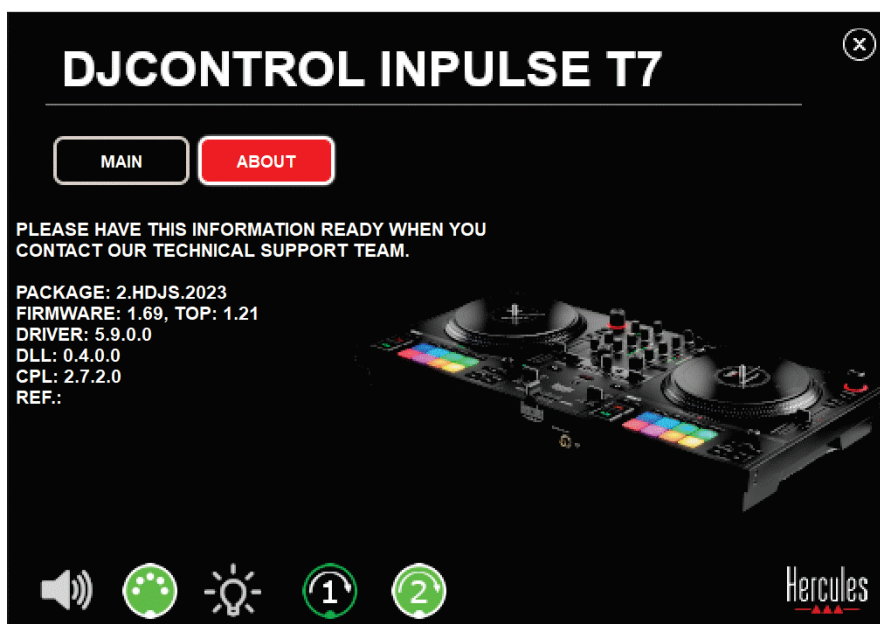 DJCONTROL INPULSE T7
MAIN
ABOUT
PLEASE HAVE THIS INFORMATION READY WHEN YOU
CONTACT OUR TECHNICAL SUPPORT TEAM.
PACKAGE: 2.HDJS.2023
FIRMWARE: 1.69, TOP: 1.21
DRIVER: 5.9.0.0
DLL: 0.4.0.0
CPL: 2.7.2.0
REF.:
1
2
Hercules